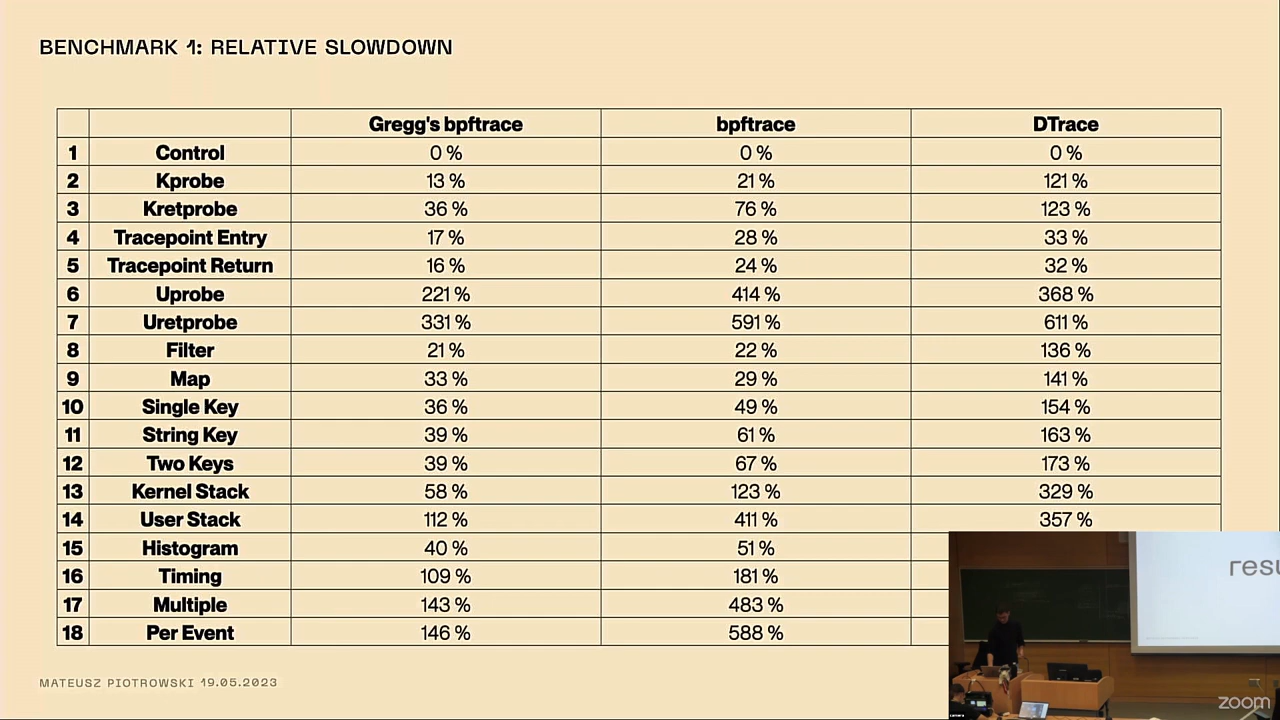 BENCHMARK 1: RELATIVE SLOWDOWN
Gregg's bpftrace bpftrace DTrace
1 Control 0 % 0 % 0 %
2 Kprobe 13 % 21 % 121 %
3 Kretprobe 36 % 76 % 123 %
4 Tracepoint Entry 17 % 28 % 33 %
5 Tracepoint Return 16 % 24 % 32 %
6 Uprobe 221 % 414 % 368 %
7 Uretprobe 331 % 591 % 611 %
8 Filter 21 % 22 % 136 %
9 Map 33 % 29 % 141 %
10 Single Key 36 % 49 % 154 %
11 String Key 39 % 61 % 163 %
12 Two Keys 39 % 67 % 173 %
13 Kernel Stack 58 % 123 % 329 %
14 User Stack 112 % 411 % 357 %
15 Histogram 40 % 51 %
16 Timing 109 % 181 %
17 Multiple 143 % 483 %
18 Per Event 146 % 588 %
MATEUSZ PIOTROWSKI 19.05.2023
resu
zoom